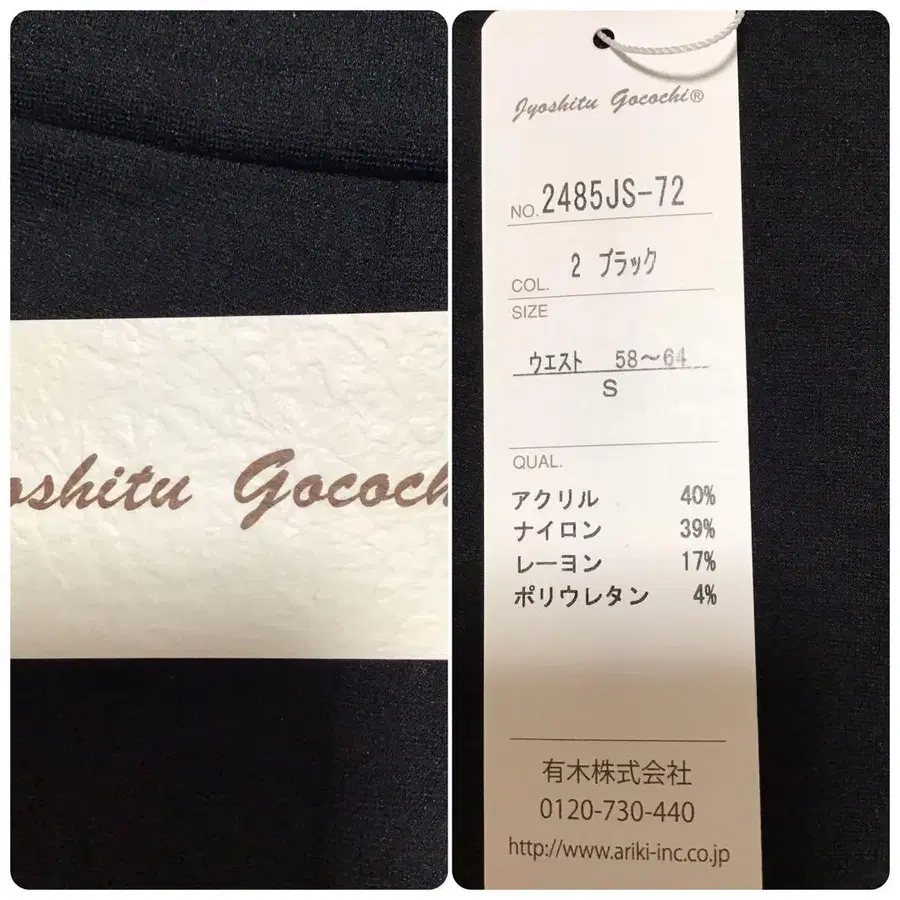 oshitu Gococh
Jyoshitu Gocochi®
NO. 2485JS-72
COL. 2 ブラック
SIZE
ウエスト 58～64
S
QUAL.
アクリル 40%
ナイロン 39%
レーヨン 17%
ポリウレタン 4%
有木株式会社
0120-730-440
http://www.ariki-inc.co.jp